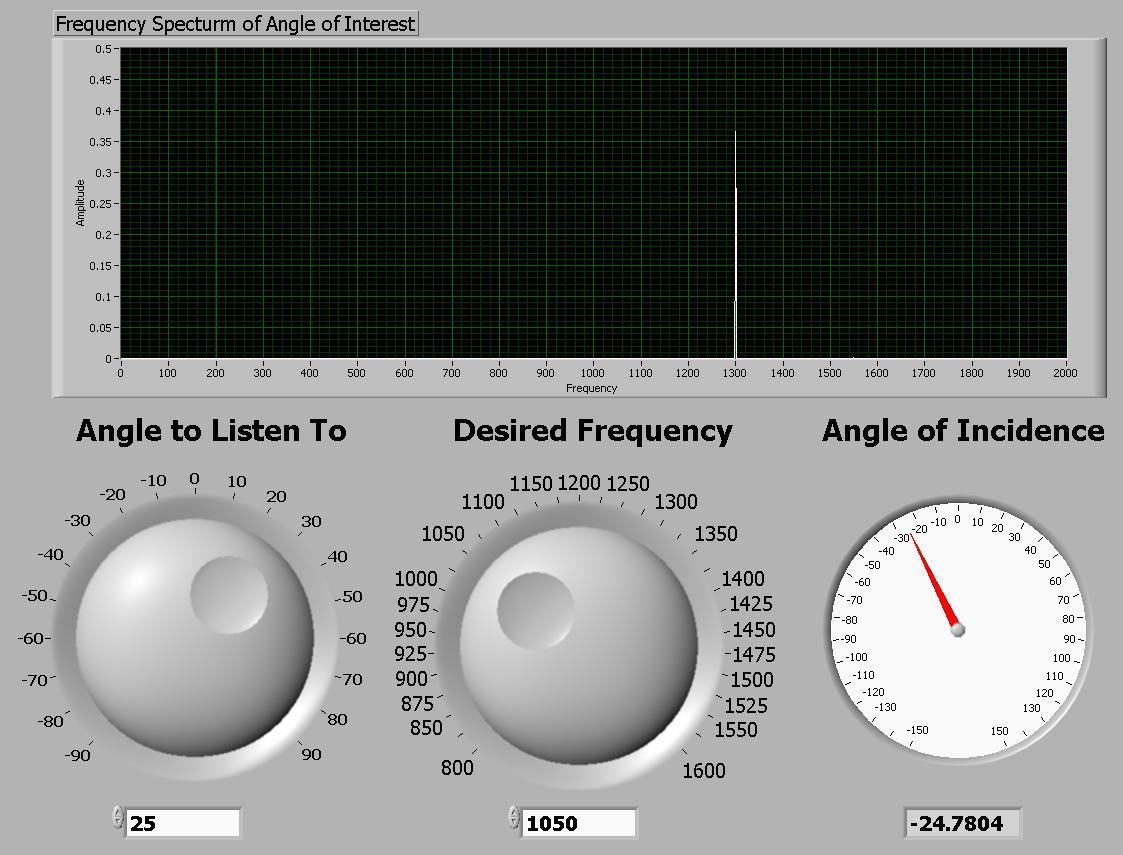 Frequency Specturm of Angle of Interest
0.5
0.45
0.4
0.35
0.3
0.25
0.2
0.15
0.1
0.05
0
Amplitude
0 100 200 300 400 500 600 700 800 900 1000 1100 1200 1300 1400 1500 1600 1700 1800 1900 2000
Frequency
Angle to Listen To
-90 -80 -70 -60 -50 -40 -30 -20 -10 0 10 20 30 40 50 60 70 80 90
25
Desired Frequency
800 850 875 900 925 950 975 1000 1050 1100 1150 1200 1250 1300 1350 1400 1425 1450 1475 1500 1525 1550 1600
1050
Angle of Incidence
-150 -130 -120 -110 -100 -90 -80 -70 -60 -50 -40 -30 -20 -10 0 10 20 30 40 50 60 70 80 90 100 110 120 130 150
-24.7804